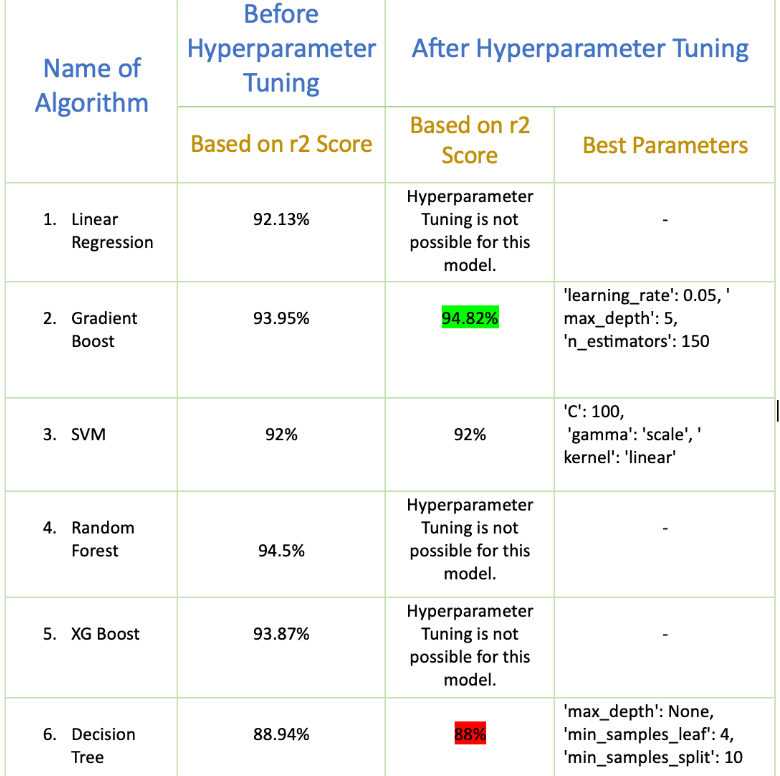 Name of
Algorithm
Before
Hyperparameter
Tuning
After Hyperparameter Tuning
Based on r2 Score
Based on r2
Score
Best Parameters
1. Linear
Regression
92.13%
Hyperparameter
Tuning is not
possible for this
model.
-
2. Gradient
Boost
93.95%
94.82%
'learning_rate': 0.05, '
max_depth': 5,
'n_estimators': 150
3. SVM
92%
92%
'C': 100,
'gamma': 'scale', '
kernel': 'linear'
4. Random
Forest
94.5%
Hyperparameter
Tuning is not
possible for this
model.
-
5. XG Boost
93.87%
Hyperparameter
Tuning is not
possible for this
model.
-
6. Decision
Tree
88.94%
88%
'max_depth': None,
'min_samples_leaf': 4,
'min_samples_split': 10